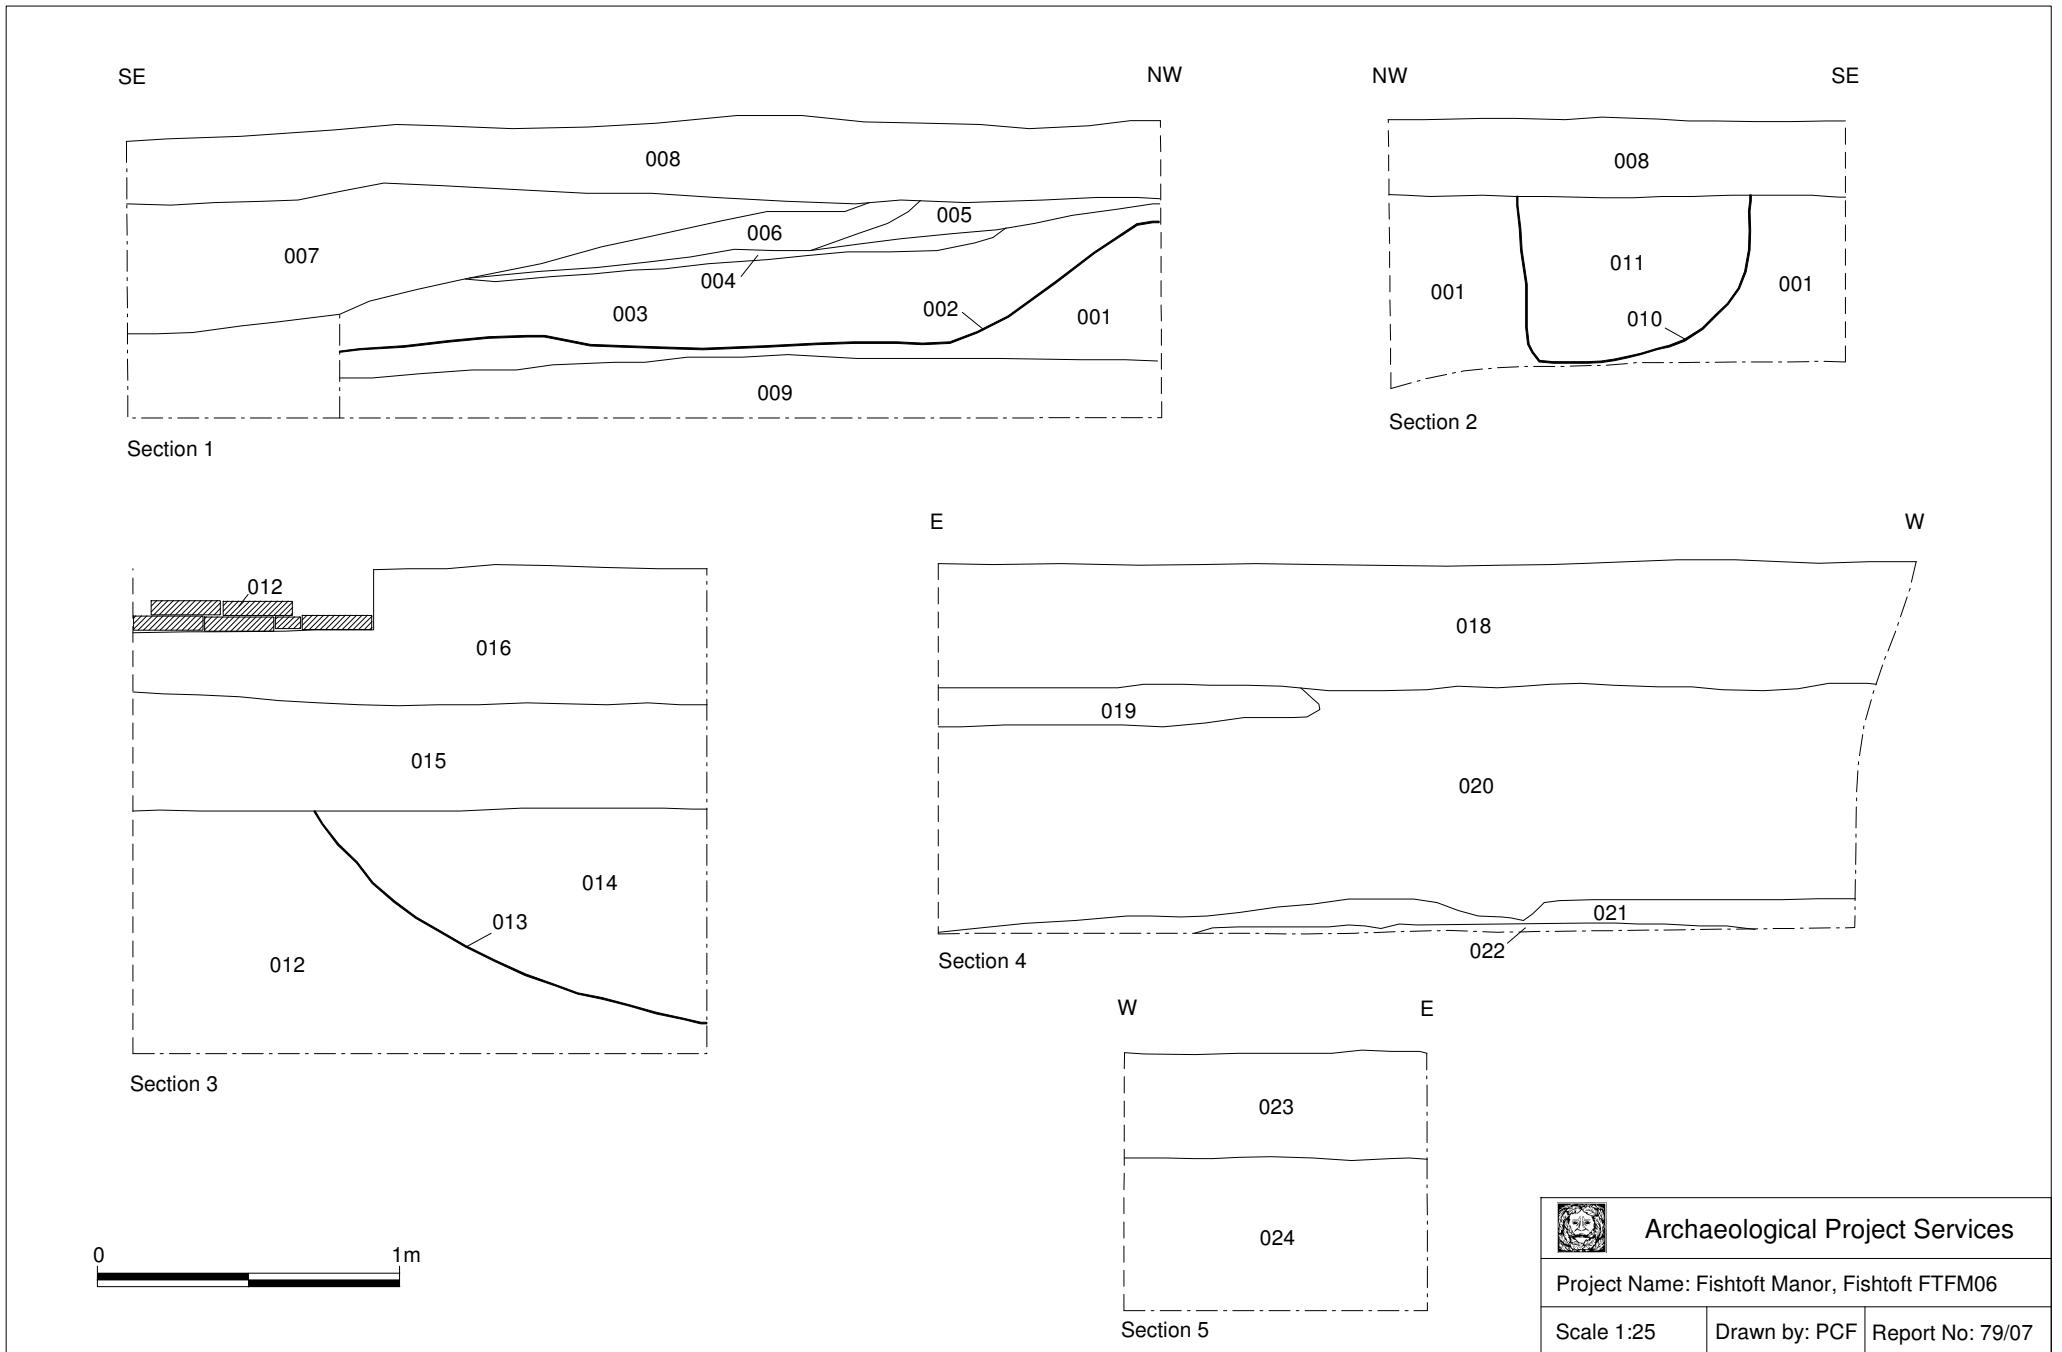 SE
NW
008
007
006
005
004
003
002
001
009
Section 1
NW
SE
008
001
011
001
010
Section 2
012
016
015
014
013
012
Section 3
E
W
018
019
020
021
022
Section 4
W
E
023
024
Section 5
0
1m
Archaeological Project Services
Project Name: Fishtoft Manor, Fishtoft FTFM06
Scale 1:25
Drawn by: PCF
Report No: 79/07